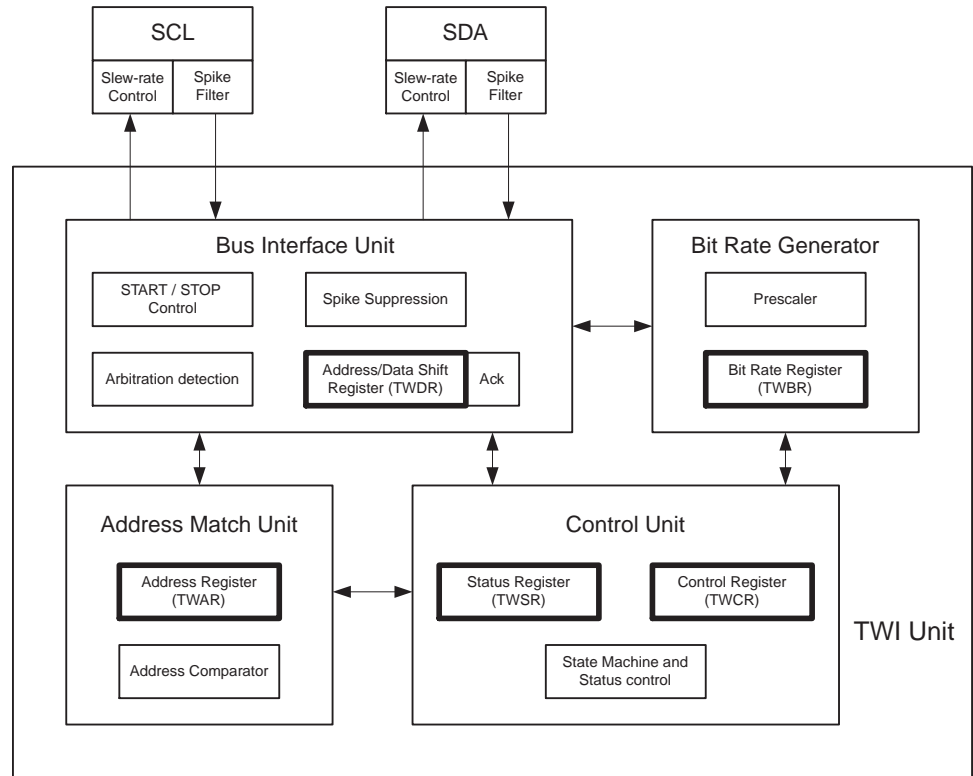 SCL
SDA
Slew-rate
Control
Spike
Filter
Slew-rate
Control
Spike
Filter
Bus Interface Unit
START / STOP
Control
Spike Suppression
Arbitration detection
Address/Data Shift
Register (TWDR)
Ack
Bit Rate Generator
Prescaler
Bit Rate Register
(TWBR)
Address Match Unit
Address Register
(TWAR)
Address Comparator
Control Unit
Status Register
(TWSR)
Control Register
(TWCR)
State Machine and
Status control
TWI Unit